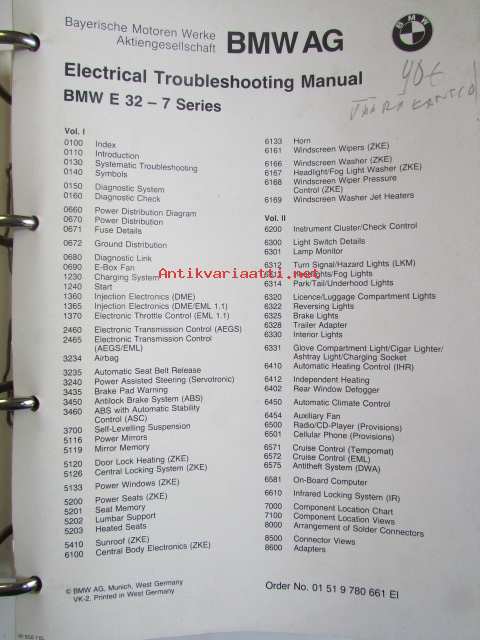 Bayerische Motoren Werke
Aktiengesellschaft
BMW AG
BMW
Electrical Troubleshooting Manual
BMW E 32 – 7 Series
90€
Vol. I
0100 Index
0110 Introduction
0130 Systematic Troubleshooting
0140 Symbols
0150 Diagnostic System
0160 Diagnostic Check
0660 Power Distribution Diagram
0670 Power Distribution
0671 Fuse Details
0672 Ground Distribution
0680 Diagnostic Link
0690 E-Box Fan
1230 Charging System
1240 Start
1360 Injection Electronics (DME)
1365 Injection Electronics (DME/EML 1.1)
1370 Electronic Throttle Control (EML 1.1)
2460 Electronic Transmission Control (AEGS)
2465 Electronic Transmission Control
(AEGS/EML)
3234 Airbag
3235 Automatic Seat Belt Release
3240 Power Assisted Steering (Servotronic)
3435 Brake Pad Warning
3450 Antilock Brake System (ABS)
3460 ABS with Automatic Stability
Control (ASC)
3700 Self-Levelling Suspension
5116 Power Mirrors
5119 Mirror Memory
5120 Door Lock Heating (ZKE)
5126 Central Locking System (ZKE)
5133 Power Windows (ZKE)
5200 Power Seats (ZKE)
5201 Seat Memory
5202 Lumbar Support
5203 Heated Seats
5410 Sunroof (ZKE)
6100 Central Body Electronics (ZKE)
6133 Horn
6161 Windscreen Wipers (ZKE)
6166 Windscreen Washer (ZKE)
6167 Headlight/Fog Light Washer (ZKE)
6168 Windscreen Wiper Pressure
Control (ZKE)
6169 Windscreen Washer Jet Heaters
Vol. II
6200 Instrument Cluster/Check Control
6300 Light Switch Details
6301 Lamp Monitor
6312 Turn Signal/Hazard Lights (LKM)
Antikvariaatti.net
Headlights/Fog Lights
6314 Park/Tail/Underhood Lights
6320 Licence/Luggage Compartment Lights
6322 Reversing Lights
6325 Brake Lights
6328 Trailer Adapter
6330 Interior Lights
6331 Glove Compartment Light/Cigar Lighter/
Ashtray Light/Charging Socket
6410 Automatic Heating Control (IHR)
6412 Independent Heating
6402 Rear Window Defogger
6450 Automatic Climate Control
6454 Auxiliary Fan
6500 Radio/CD-Player (Provisions)
6501 Cellular Phone (Provisions)
6571 Cruise Control (Tempomat)
6572 Cruise Control (EML)
6575 Antitheft System (DWA)
6581 On-Board Computer
6610 Infrared Locking System (IR)
7000 Component Location Chart
7100 Component Location Views
8000 Arrangement of Solder Connectors
8500 Connector Views
8600 Adapters
© BMW AG, Munich, West Germany
VK-2, Printed in West Germany
Order No. 01 51 9 780 661 EI